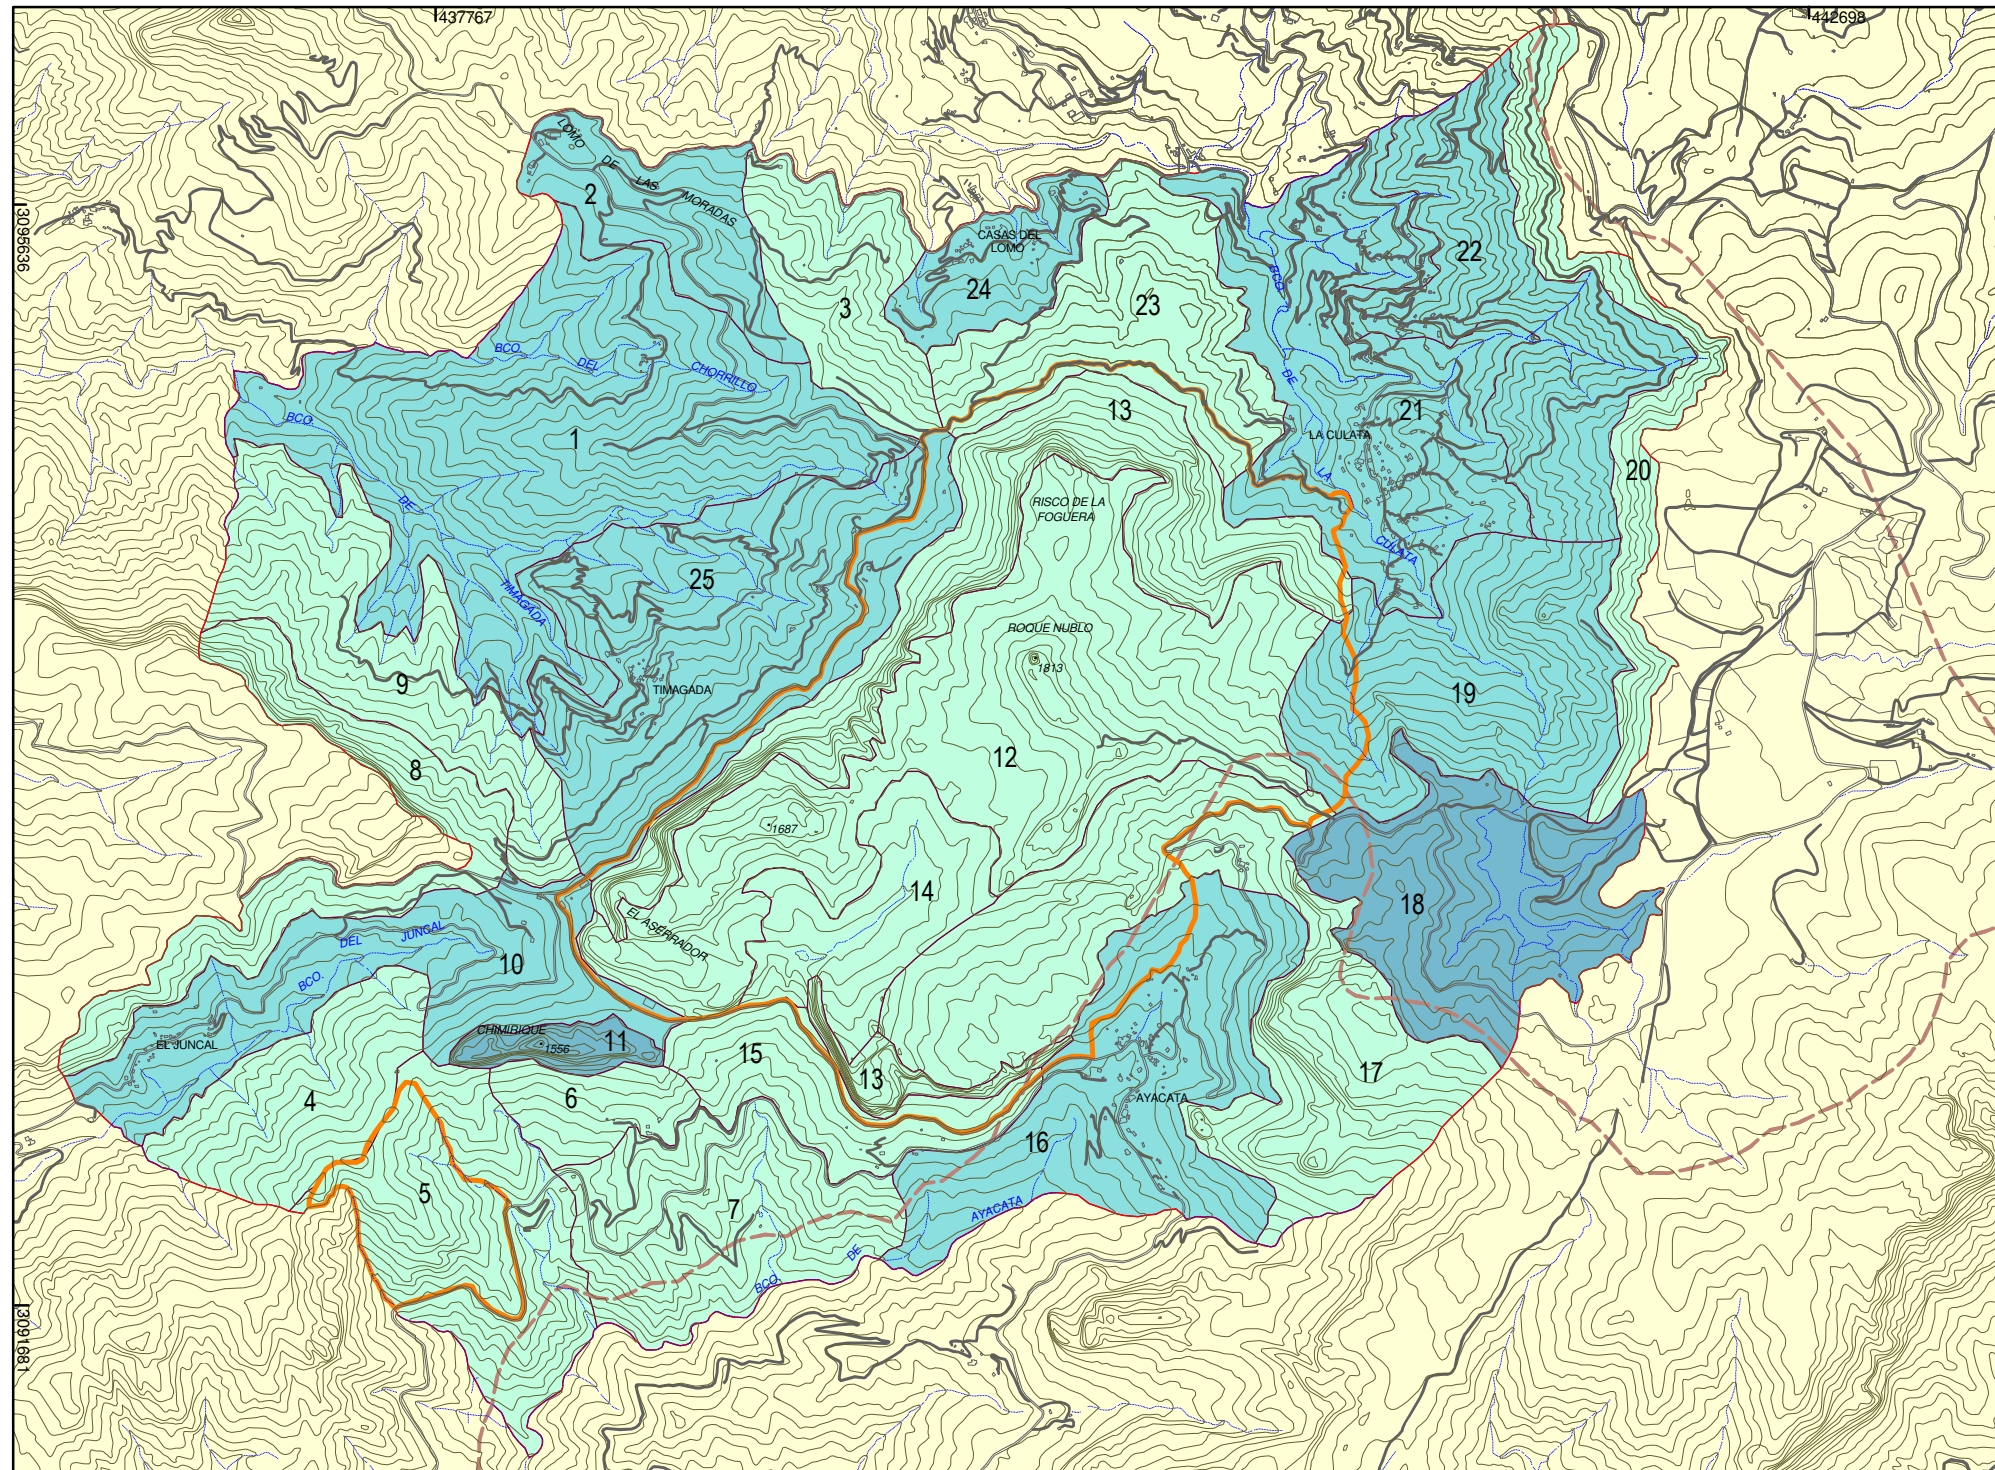 437767
442698
3095636
3091681
LOMO
DE
LAS
MORADAS
2
CASAS DEL
LOMO
24
3
23
22
BCO.
DE
LA
CULATA
BCO.
DEL
CHORRILLO
1
BCO.
DE
TIMAGADA
13
21
LA CULATA
20
RISCO DE LA
FOGUERA
25
ROQUE NUBLO
1813
TIMAGADA
9
19
8
12
1687
14
18
EL ASERRADOR
DEL
JUNCAL
BCO.
10
EL JUNCAL
CHIMIRIQUE
1556
11
15
13
17
4
6
AYACATA
16
5
7
AYACATA
DE
BCO.